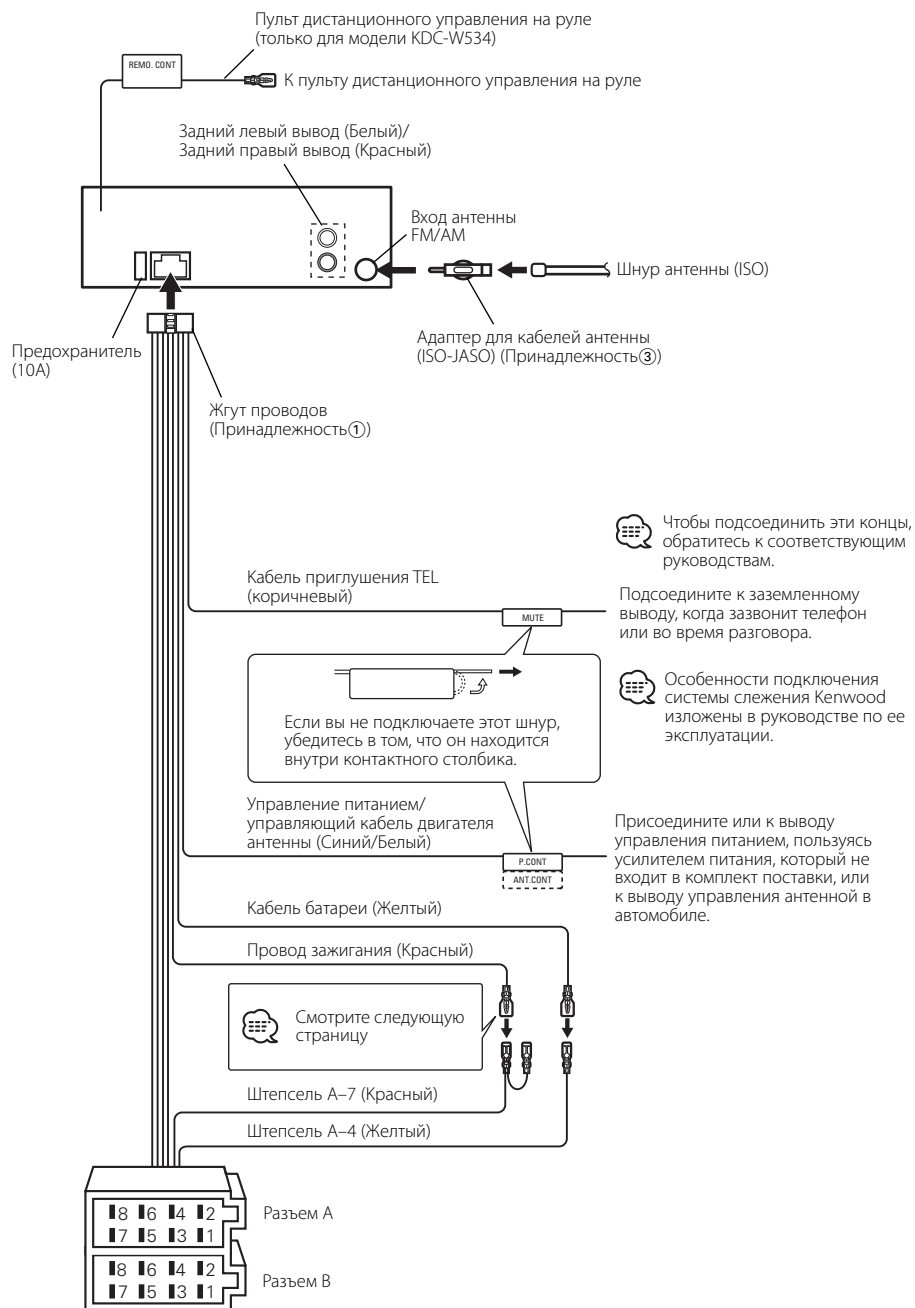 Пульт дистанционного управления на руле
(только для модели KDC-W534)
REMO. CONT
К пульту дистанционного управления на руле
Задний левый вывод (Белый)/
Задний правый вывод (Красный)
Вход антенны
FM/AM
Шнур антенны (ISO)
Адаптер для кабелей антенны
(ISO-JASO) (Принадлежность③)
Предохранитель
(10A)
Жгут проводов
(Принадлежность①)
Чтобы подсоединить эти концы,
обратитесь к соответствующим
руководствам.
Кабель приглушения TEL
(коричневый)
MUTE
Подсоедините к заземленному
выводу, когда зазвонит телефон
или во время разговора.
Если вы не подключаете этот шнур,
убедитесь в том, что он находится
внутри контактного столбика.
Особенности подключения
системы слежения Kenwood
изложены в руководстве по ее
эксплуатации.
Управление питанием/
управляющий кабель двигателя
антенны (Синий/Белый)
P.CONT
ANT.CONT
Присоедините или к выводу
управления питанием, пользуясь
усилителем питания, который не
входит в комплект поставки, или
к выводу управления антенной в
автомобиле.
Кабель батареи (Желтый)
Провод зажигания (Красный)
Смотрите следующую
страницу
Штепсель A–7 (Красный)
Штепсель A–4 (Желтый)
8 6 4 2
7 5 3 1
Разъем A
8 6 4 2
7 5 3 1
Разъем B